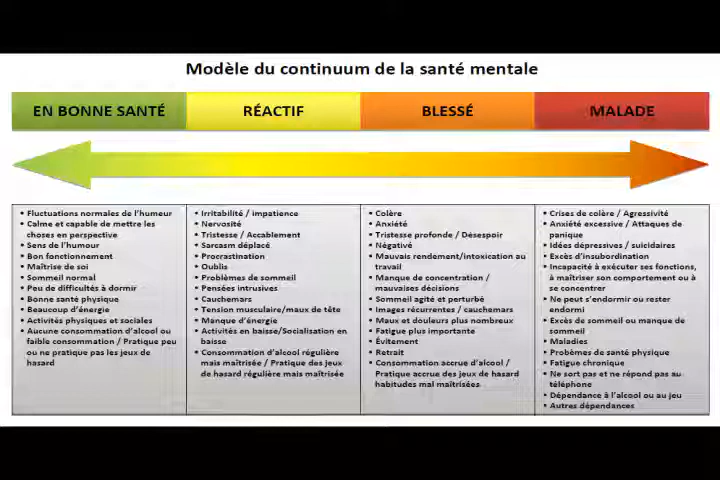 Modèle du continuum de la santé mentale
EN BONNE SANTÉ
RÉACTIF
BLESSÉ
MALADE
• Fluctuations normales de l'humeur
• Calme et capable de mettre les
choses en perspective
• Sens de l'humour
• Bon fonctionnement
• Maîtrise de soi
• Sommeil normal
• Peu de difficultés à dormir
• Bonne santé physique
• Beaucoup d'énergie
• Activités physiques et sociales
• Aucune consommation d'alcool ou
faible consommation / Pratique peu
ou ne pratique pas les jeux de
hasard
• Irritabilité / impatience
• Nervosité
• Tristesse / Accablement
• Sarcasm déplacé
• Procrastination
• Oublis
• Problèmes de sommeil
• Pensées intrusives
• Cauchemars
• Tension musculaire/maux de tête
• Manque d'énergie
• Activités en baisse/Socialisation en
baisse
• Consommation d'alcool régulière
mais maîtrisée / Pratique des jeux
de hasard régulière mais maîtrisée
• Colère
• Anxiété
• Tristesse profonde / Désespoir
• Négativé
• Mauvais rendement/intoxication au
travail
• Manque de concentration /
mauvaises décisions
• Sommeil agité et perturbé
• Images récurrentes / cauchemars
• Maux et douleurs plus nombreux
• Fatigue plus importante
• Évitement
• Retrait
• Consommation accrue d'alcool /
Pratique accrue des jeux de hasard
habitudes mal maîtrisées
• Crises de colère / Agressivité
• Anxiété excessive / Attaques de
panique
• Idées dépressives / suicidaires
• Excès d'insubordination
• Incapacité à exécuter ses fonctions,
à maîtriser son comportement ou à
se concentrer
• Ne peut s'endormir ou rester
endormi
• Excès de sommeil ou manque de
sommeil
• Maladies
• Probèmes de santé physique
• Fatigue chronique
• Ne sort pas et ne répond pas au
téléphone
• Dépendance à l'alcool ou au jeu
• Autres dépendances